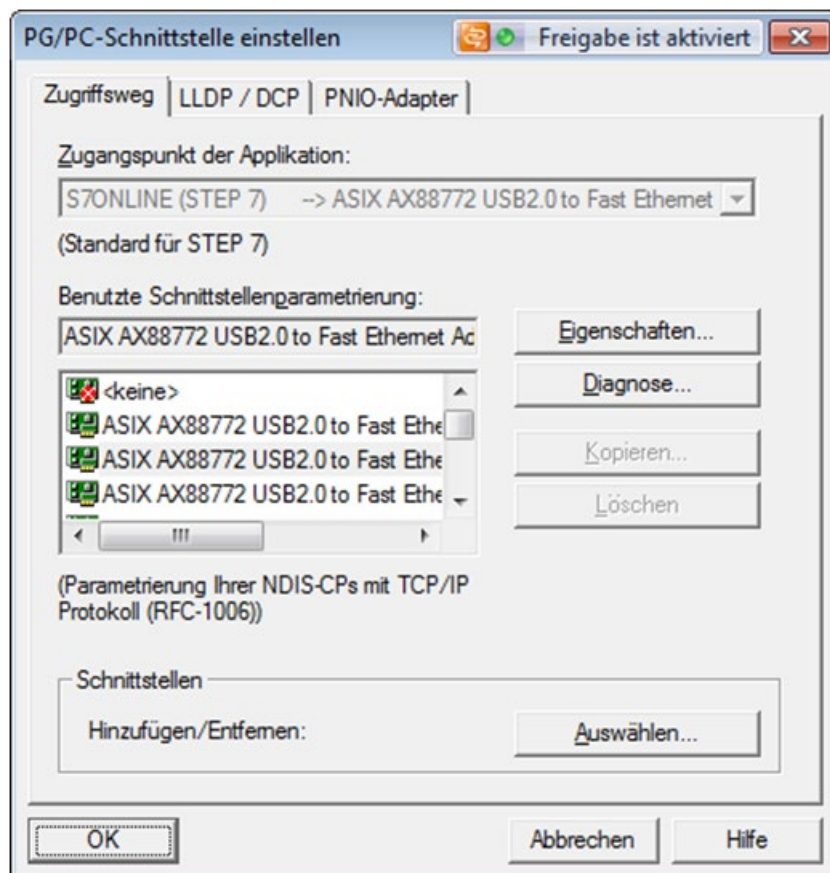 PG/PC-Schnittstelle einstellen
Freigabe ist aktiviert
Zugriffsweg
LLDP / DCP
PNIO-Adapter
Zugangspunkt der Applikation:
S7ONLINE (STEP 7) --> ASIX AX88772 USB2.0 to Fast Ethernet
(Standard für STEP 7)
Benutzte Schnittstellenparametrierung:
ASIX AX88772 USB2.0 to Fast Ethernet Ad
Eigenschaften...
<keine>
ASIX AX88772 USB2.0 to Fast Ethe
ASIX AX88772 USB2.0 to Fast Ethe
ASIX AX88772 USB2.0 to Fast Ethe
Diagnose...
Kopieren...
Löschen
(Parametrierung Ihrer NDIS-CPs mit TCP/IP
Protokoll (RFC-1006))
Schnittstellen
Hinzufügen/Entfernen:
Auswählen...
OK
Abbrechen
Hilfe